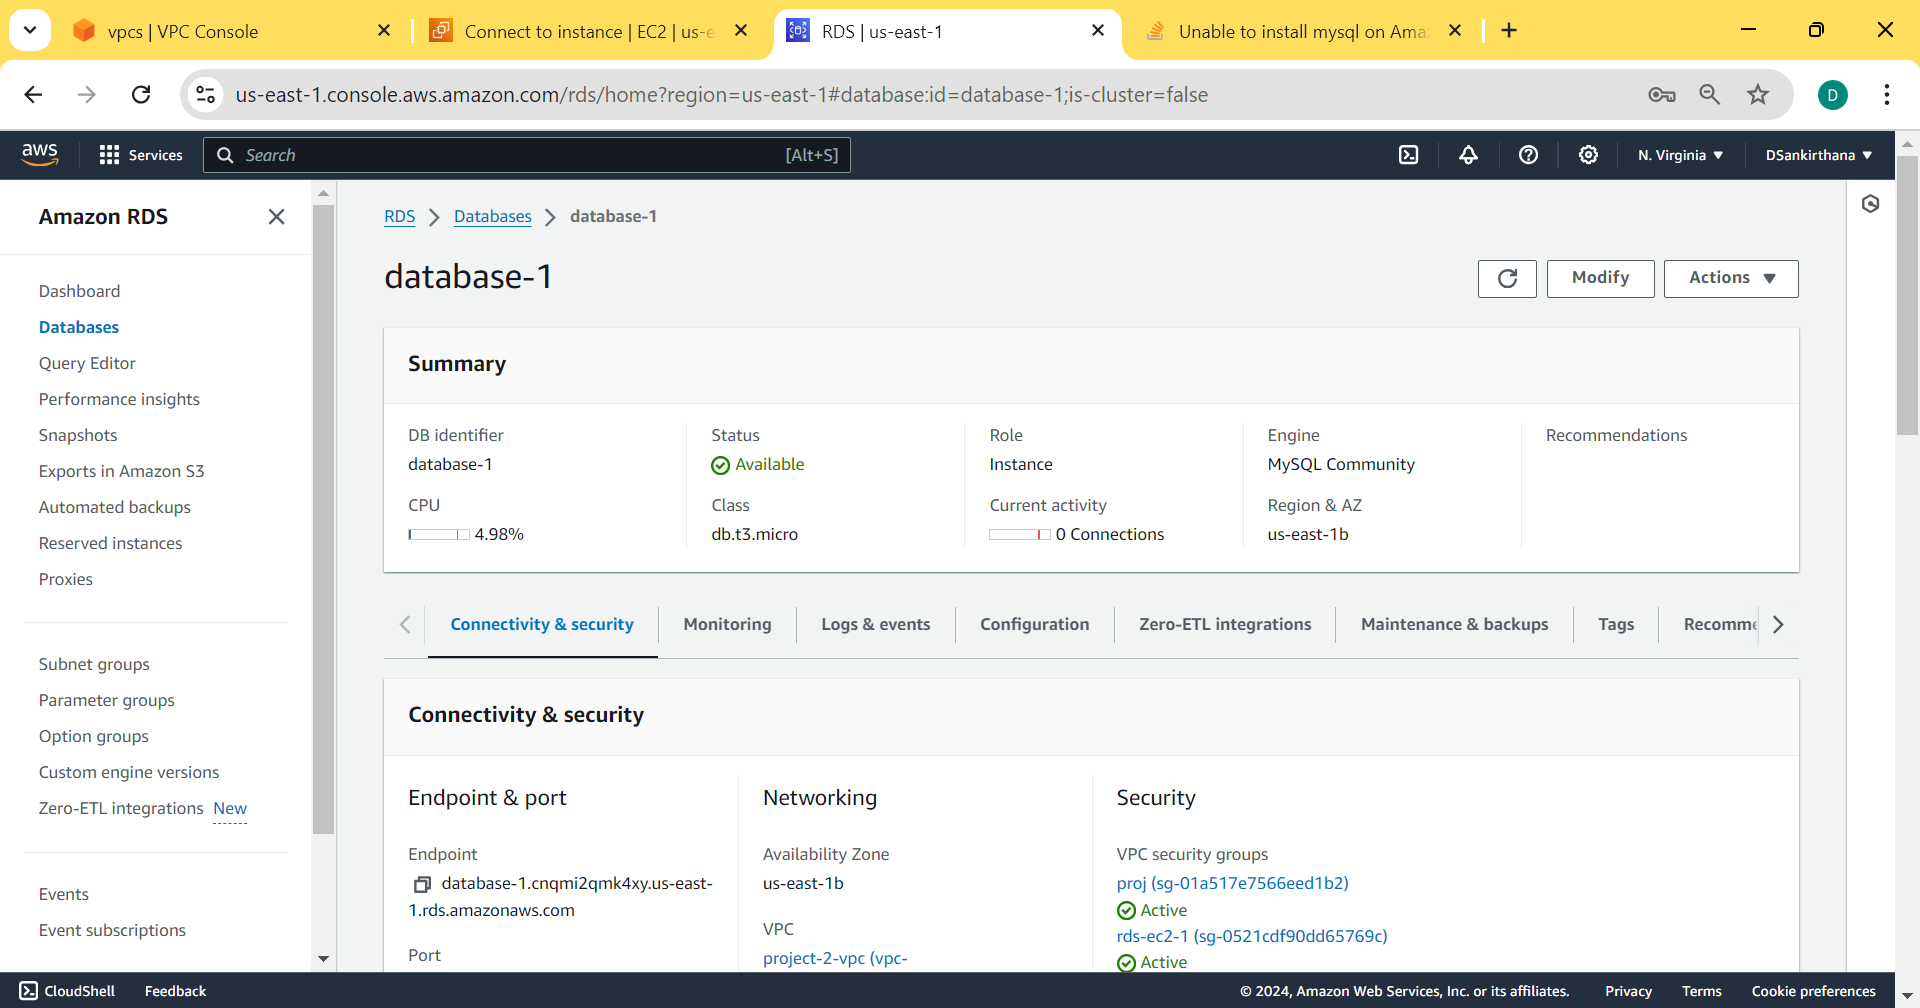 vpcs | VPC Console
Connect to instance | EC2 | us-e
RDS | us-east-1
Unable to install mysql on Ama
us-east-1.console.aws.amazon.com/rds/home?region=us-east-1#database:id=database-1;is-cluster=false
D
aws
Services
Search
[Alt+S]
N. Virginia
DSankirthana
Amazon RDS
Dashboard
Databases
Query Editor
Performance insights
Snapshots
Exports in Amazon S3
Automated backups
Reserved instances
Proxies
Subnet groups
Parameter groups
Option groups
Custom engine versions
Zero-ETL integrations New
Events
Event subscriptions
RDS
Databases
database-1
database-1
Modify
Actions
Summary
DB identifier
database-1
CPU
4.98%
Status
Available
Class
db.t3.micro
Role
Instance
Current activity
0 Connections
Engine
MySQL Community
Region & AZ
us-east-1b
Recommendations
Connectivity & security
Monitoring
Logs & events
Configuration
Zero-ETL integrations
Maintenance & backups
Tags
Recomme
Connectivity & security
Endpoint & port
Endpoint
database-1.cnqmi2qmk4xy.us-east-
1.rds.amazonaws.com
Port
Networking
Availability Zone
us-east-1b
VPC
project-2-vpc (vpc-
Security
VPC security groups
proj (sg-01a517e7566eed1b2)
Active
rds-ec2-1 (sg-0521cdf90dd65769c)
Active
CloudShell
Feedback
© 2024, Amazon Web Services, Inc. or its affiliates.
Privacy
Terms
Cookie preferences